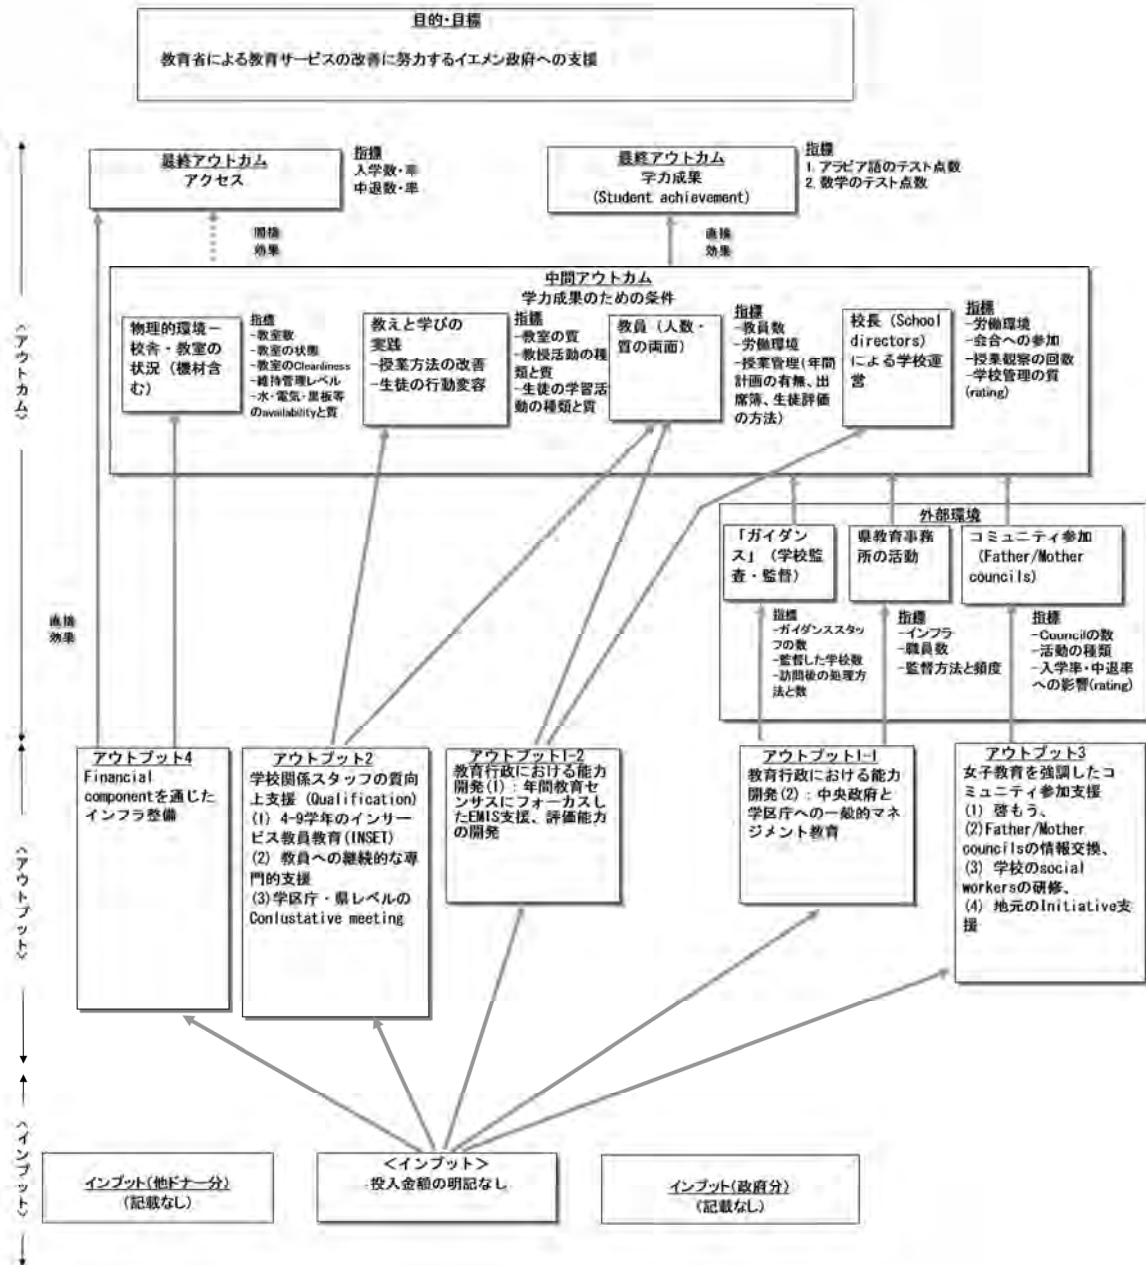 目的・目標
教育省による教育サービスの改善に努力するイエメン政府への支援
最終アウトカム
アクセス
指標
入学数・率
中退数・率
最終アウトカム
学力成果
(Student achievement)
指標
1. アラビア語のテスト点数
2. 数学のテスト点数
間接
効果
直接
効果
〈アウトカム〉
中間アウトカム
学力成果のための条件
物理的環境－
校舎・教室の
状況（機材含
む）
指標
-教室数
-教室の状態
-教室のCleanliness
-維持管理レベル
-水・電気・黒板等
のavailabilityと質
教えと学びの
実践
-授業方法の改善
-生徒の行動変容
指標
-教室の質
-教授活動の種
類と質
-生徒の学習活
動の種類と質
教員（人数・
質の両面）
指標
-教員数
-労働環境
-授業管理(年間
計画の有無、出
席簿、生徒評価
の方法)
校長（School
directors)
による学校運
営
指標
-労働環境
-会合への参加
-授業観察の回数
-学校管理の質
(rating)
外部環境
「ガイダン
ス」（学校監
査・監督）
県教育事務
所の活動
コミュニティ参加
（Father/Mother
councils)
指標
-ガイダンススタッ
フの数
-監督した学校数
-訪問後の処理方
法と数
指標
-インフラ
-職員数
-監督方法と頻度
指標
-Councilの数
-活動の種類
-入学率・中退率
への影響(rating)
直接
効果
〈アウトプット〉
アウトプット4
Financial
componentを通じた
インフラ整備
アウトプット2
学校関係スタッフの質向
上支援（Qualification)
(1) 4-9学年のインサー
ビス教員教育(INSET)
(2) 教員への継続的な専
門的支援
(3)学区庁・県レベルの
Conlustative meeting
アウトプット1-2
教育行政における能力
開発(1)：年間教育セ
ンサスにフォーカスし
たEMIS支援、評価能力
の開発
アウトプット1-1
教育行政における能力
開発(2)：中央政府と
学区庁への一般的マネ
ジメント教育
アウトプット3
女子教育を強調したコ
ミュニティ参加支援
(1) 啓もう、
(2)Father/Mother
councilsの情報交換、
(3) 学校のsocial
workersの研修、
(4) 地元のInitiative支
援
〈インプット〉
インプット(他ドナー分)
(記載なし)
＜インプット＞
投入金額の明記なし
インプット(政府分)
(記載なし)